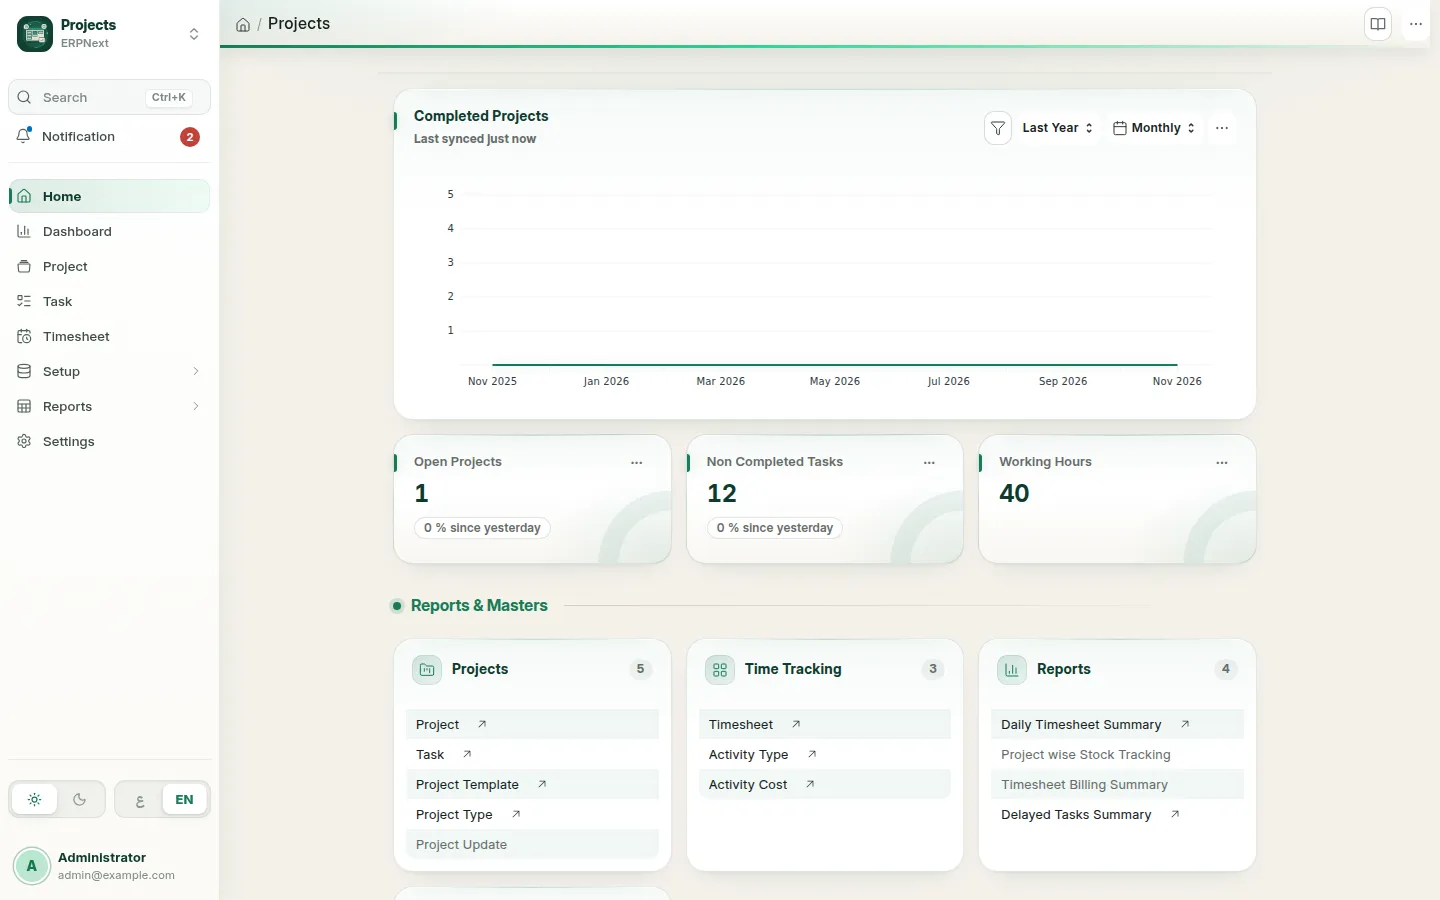 Projects
ERPNext
Search
Ctrl+K
Notification
2
Home
Dashboard
Project
Task
Timesheet
Setup
Reports
Settings
ع
EN
A
Administrator
admin@example.com
/ Projects
Completed Projects
Last synced just now
Last Year
Monthly
5
4
3
2
1
Nov 2025
Jan 2026
Mar 2026
May 2026
Jul 2026
Sep 2026
Nov 2026
Open Projects
1
0 % since yesterday
Non Completed Tasks
12
0 % since yesterday
Working Hours
40
Reports & Masters
Projects
5
Project
Task
Project Template
Project Type
Project Update
Time Tracking
3
Timesheet
Activity Type
Activity Cost
Reports
4
Daily Timesheet Summary
Project wise Stock Tracking
Timesheet Billing Summary
Delayed Tasks Summary